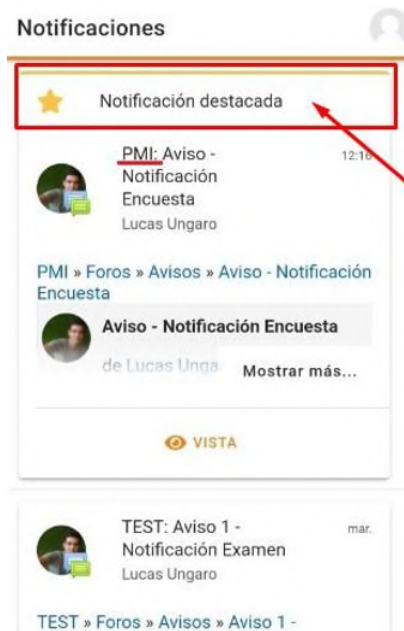 Notificaciones
Notificación destacada
PMI: Aviso -
12:16
Notificación
Encuesta
Lucas Ungaro
PMI » Foros » Avisos » Aviso - Notificación
Encuesta
Aviso - Notificación Encuesta
de Lucas Unga
Mostrar más...
VISTA
TEST: Aviso 1 -
mar.
Notificación Examen
Lucas Ungaro
TEST » Foros » Avisos » Aviso 1 -